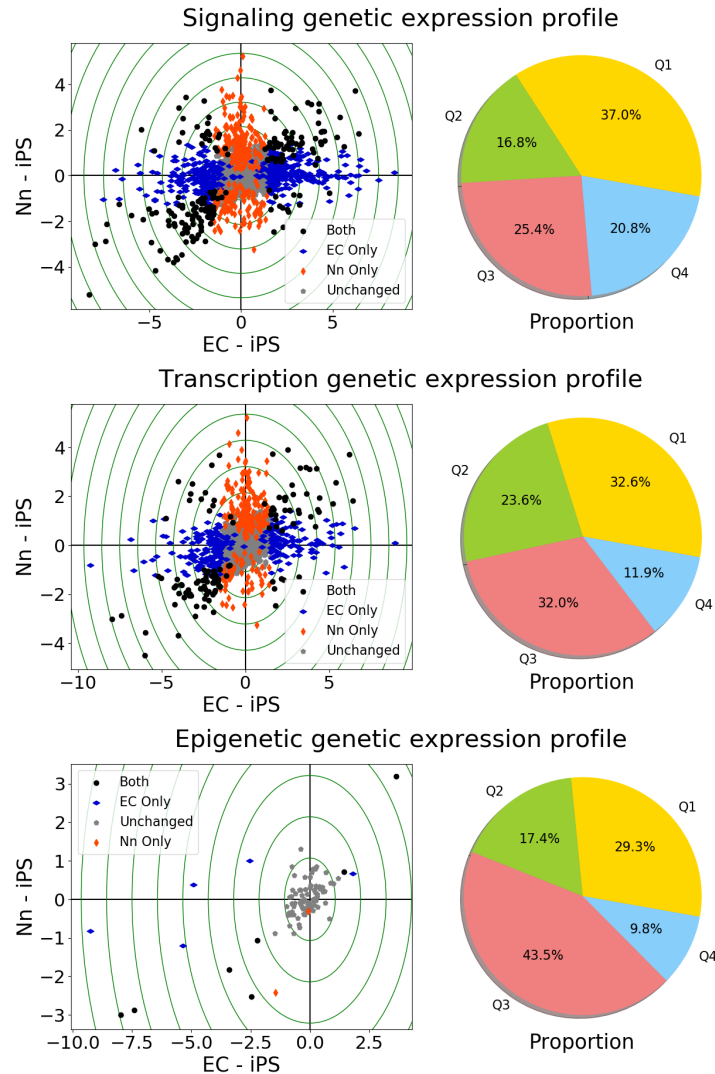 Signaling genetic expression profile
4
2
0
−2
−4
Nn - iPS
−5
0
5
EC - iPS
Both
EC Only
Nn Only
Unchanged
Q1
37.0%
Q2
16.8%
25.4%
20.8%
Q3
Q4
Proportion
Transcription genetic expression profile
4
2
0
−2
−4
Nn - iPS
−10
−5
0
5
EC - iPS
Both
EC Only
Nn Only
Unchanged
Q1
32.6%
Q2
23.6%
11.9%
Q4
32.0%
Q3
Proportion
Epigenetic genetic expression profile
3
2
1
0
−1
−2
−3
Nn - iPS
−10.0
−7.5
−5.0
−2.5
0.0
2.5
EC - iPS
Both
EC Only
Unchanged
Nn Only
Q2
Q1
29.3%
17.4%
9.8%
Q4
43.5%
Q3
Proportion